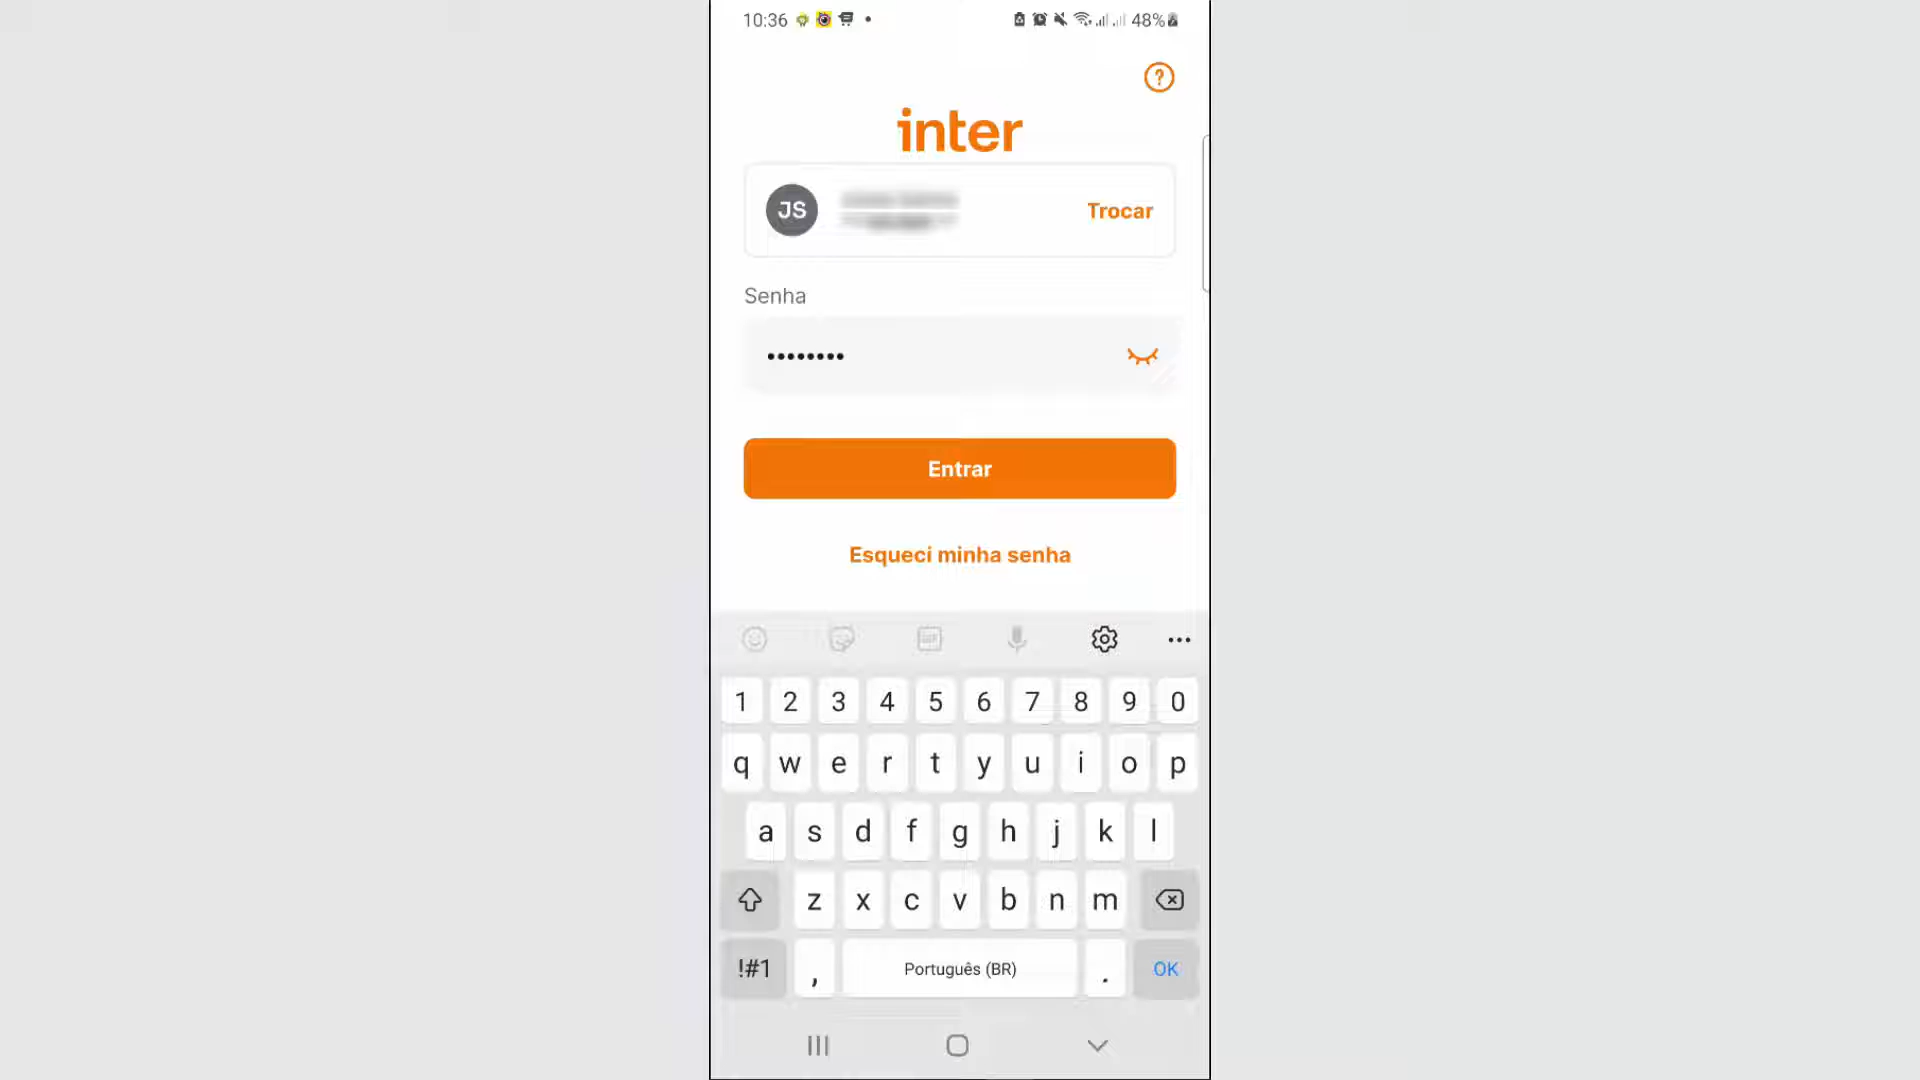 10:36 48%
?
inter
JS Trocar
Senha
Entrar
Esqueci minha senha
GIF
1 2 3 4 5 6 7 8 9 0
q w e r t y u i o p
a s d f g h j k l
z x c v b n m
!#1 , Português (BR) . OK